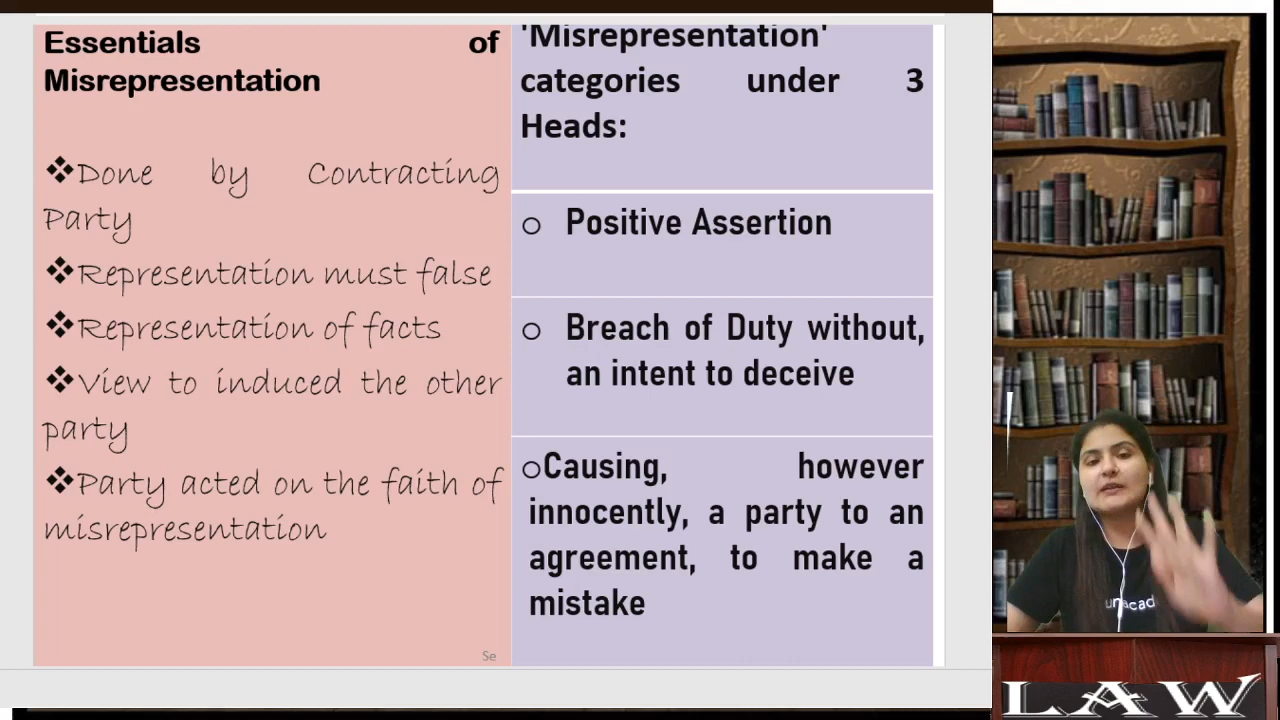 Essentials of
Misrepresentation
❖Done by Contracting
Party
❖Representation must false
❖Representation of facts
❖View to induced the other
party
❖Party acted on the faith of
misrepresentation
Se
'Misrepresentation'
categories under 3
Heads:
o Positive Assertion
o Breach of Duty without,
an intent to deceive
oCausing, however
innocently, a party to an
agreement, to make a
mistake
LAW